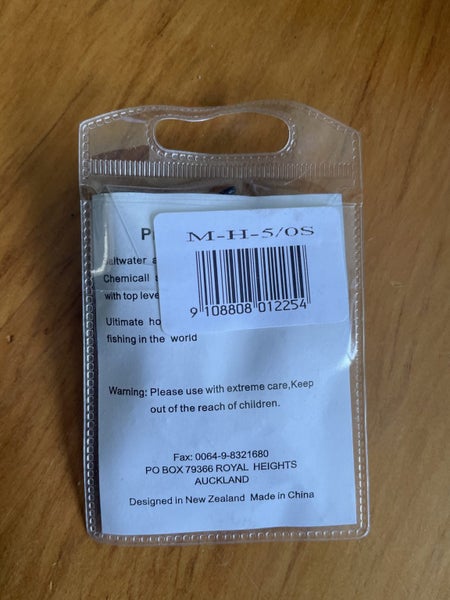 P
M-H-5/0S
9 108808 012254
Saltwater a
Chemicall s
with top leve
Ultimate ho
fishing in the world
Warning: Please use with extreme care,Keep
out of the reach of children.
Fax: 0064-9-8321680
PO BOX 79366 ROYAL HEIGHTS
AUCKLAND
Designed in New Zealand Made in China